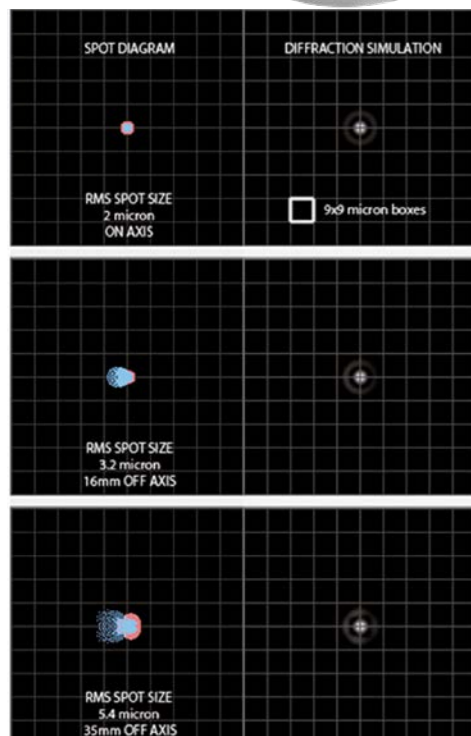 SPOT DIAGRAM
DIFFRACTION SIMULATION
RMS SPOT SIZE
2 micron
ON AXIS
9x9 micron boxes
RMS SPOT SIZE
3.2 micron
16mm OFF AXIS
RMS SPOT SIZE
5.4 micron
35mm OFF AXIS